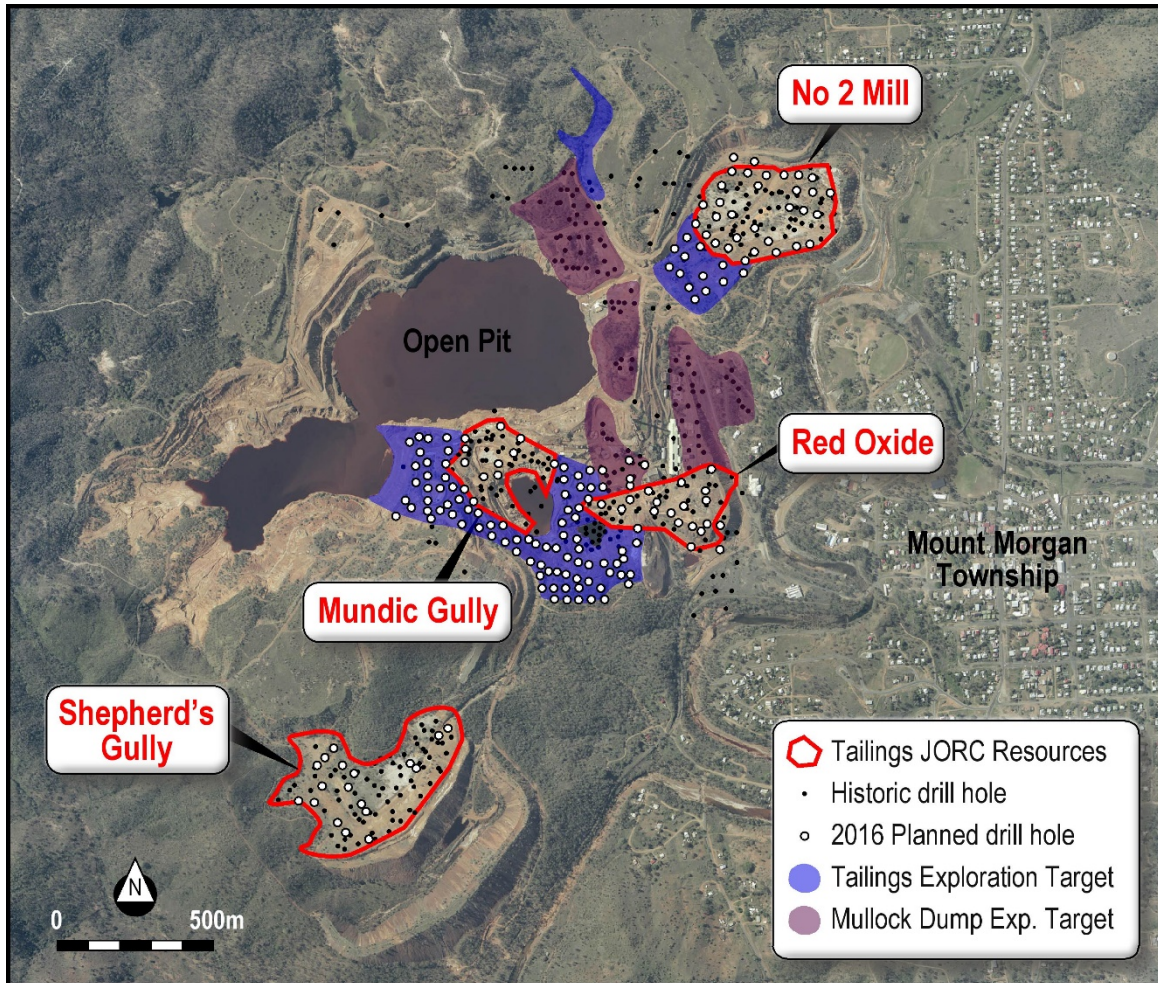 No 2 Mill
Open Pit
Red Oxide
Mount Morgan
Township
Mundic Gully
Shepherd's
Gully
Tailings JORC Resources
Historic drill hole
2016 Planned drill hole
Tailings Exploration Target
Mullock Dump Exp. Target
N
0 500m